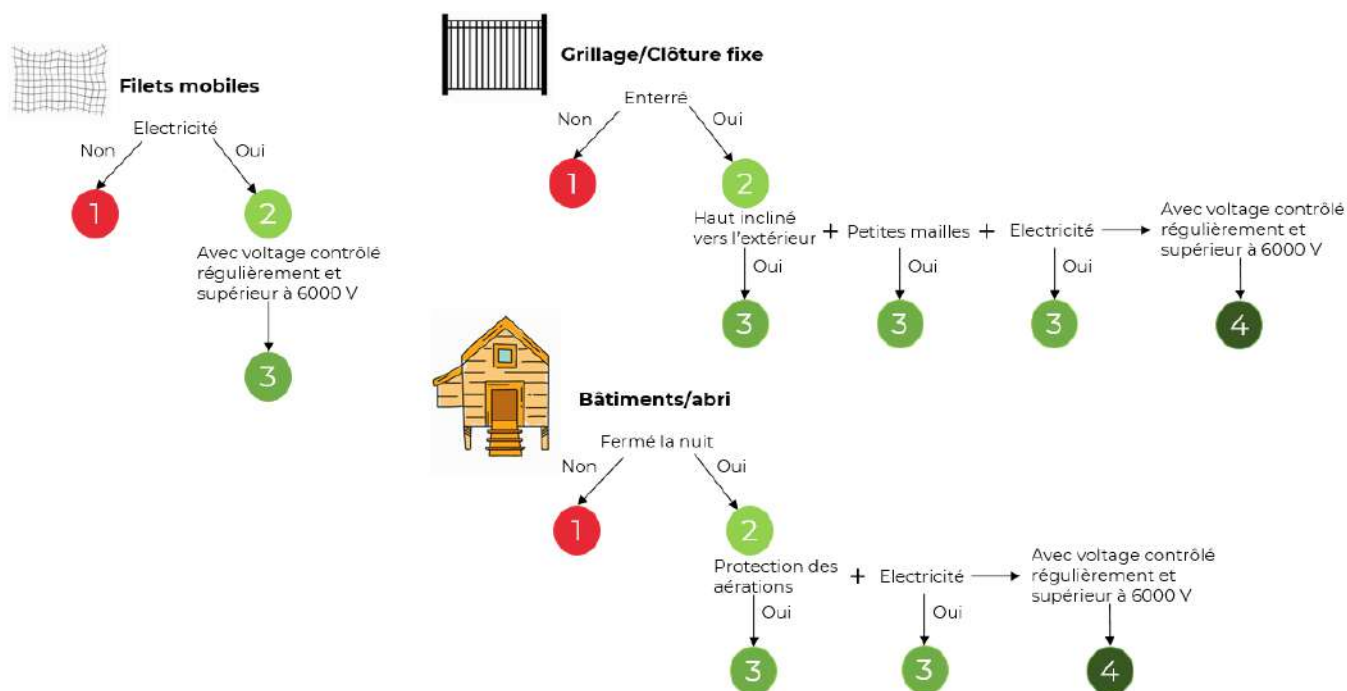 Filets mobiles
Electricité
Non
Oui
1
2
Avec voltage contrôlé
régulièrement et
supérieur à 6000 V
3
Grillage/Clôture fixe
Enterré
Non
Oui
1
2
Haut incliné
vers l'extérieur
+
Petites mailles
+
Electricité
Avec voltage contrôlé
régulièrement et
supérieur à 6000 V
Oui
Oui
Oui
3
3
3
4
Bâtiments/abri
Fermé la nuit
Non
Oui
1
2
Protection des
aérations
+
Electricité
Avec voltage contrôlé
régulièrement et
supérieur à 6000 V
Oui
Oui
3
3
4